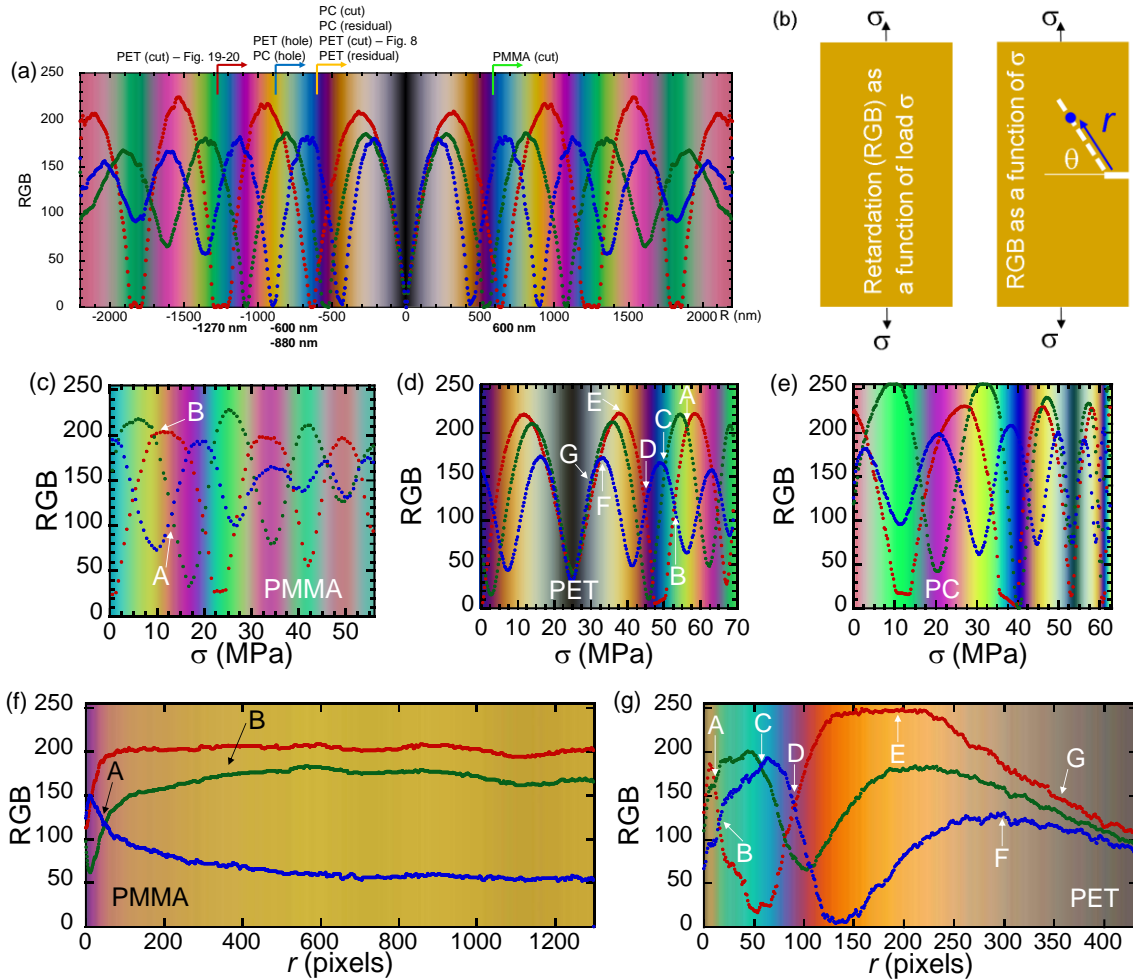 PC (cut)
PC (residual)
PET (hole) PET (cut) – Fig. 8
PET (cut) – Fig. 19-20 PC (hole) PET (residual) PMMA (cut)
(a)
250
200
150
100
50
0
RGB
-2000 -1500 -1000 -500 0 500 1000 1500 2000 R (nm)
-1270 nm -600 nm 600 nm
-880 nm
(b)
σ σ
Retardation (RGB) as
a function of load σ
RGB as a function of σ
r
θ
σ σ
(c)
250
200
150
100
50
0
RGB
B
A
PMMA
0 10 20 30 40 50
σ (MPa)
(d)
250
200
150
100
50
0
RGB
E
A
C
D
G
F
B
PET
0 10 20 30 40 50 60 70
σ (MPa)
(e)
250
200
150
100
50
0
RGB
PC
0 10 20 30 40 50 60
σ (MPa)
(f)
250
200
150
100
50
0
RGB
B
A
PMMA
0 200 400 600 800 1000 1200
r (pixels)
(g)
250
200
150
100
50
0
RGB
A
C
D
E
G
B
F
PET
0 50 100 150 200 250 300 350 400
r (pixels)